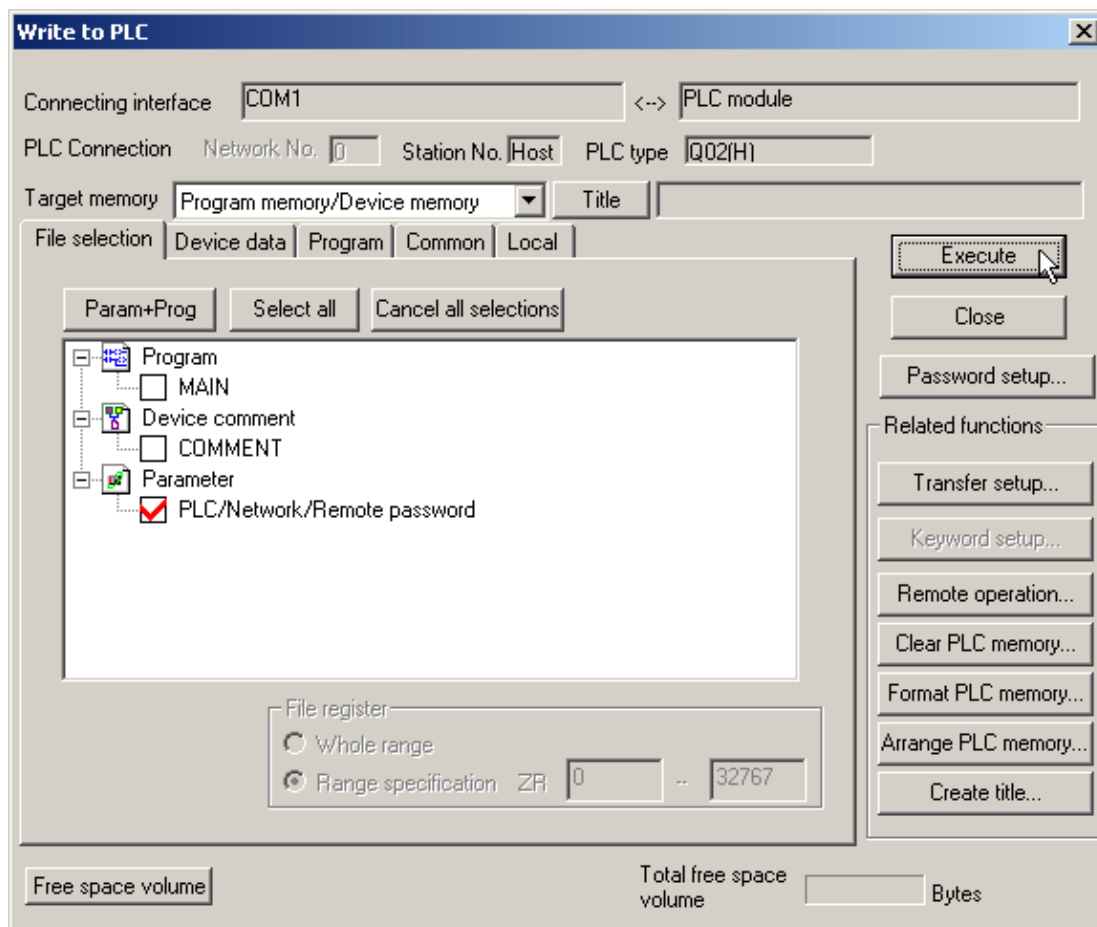 Write to PLC
Connecting interface COM1 <--> PLC module
PLC Connection Network No. 0 Station No. Host PLC type Q02(H)
Target memory Program memory/Device memory Title
File selection Device data Program Common Local
Execute
Param+Prog Select all Cancel all selections
Close
Program
MAIN
Password setup...
Device comment
Related functions
COMMENT
Parameter
Transfer setup...
PLC/Network/Remote password
Keyword setup...
Remote operation...
Clear PLC memory...
Format PLC memory...
File register
Whole range
Arrange PLC memory...
Range specification ZR 0 -- 32767
Create title...
Free space volume
Total free space
volume
Bytes